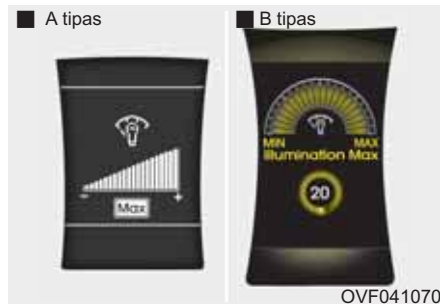 A tipas
B tipas
- +
Max
MIN MAX
Illumination Max
20
OVF041070